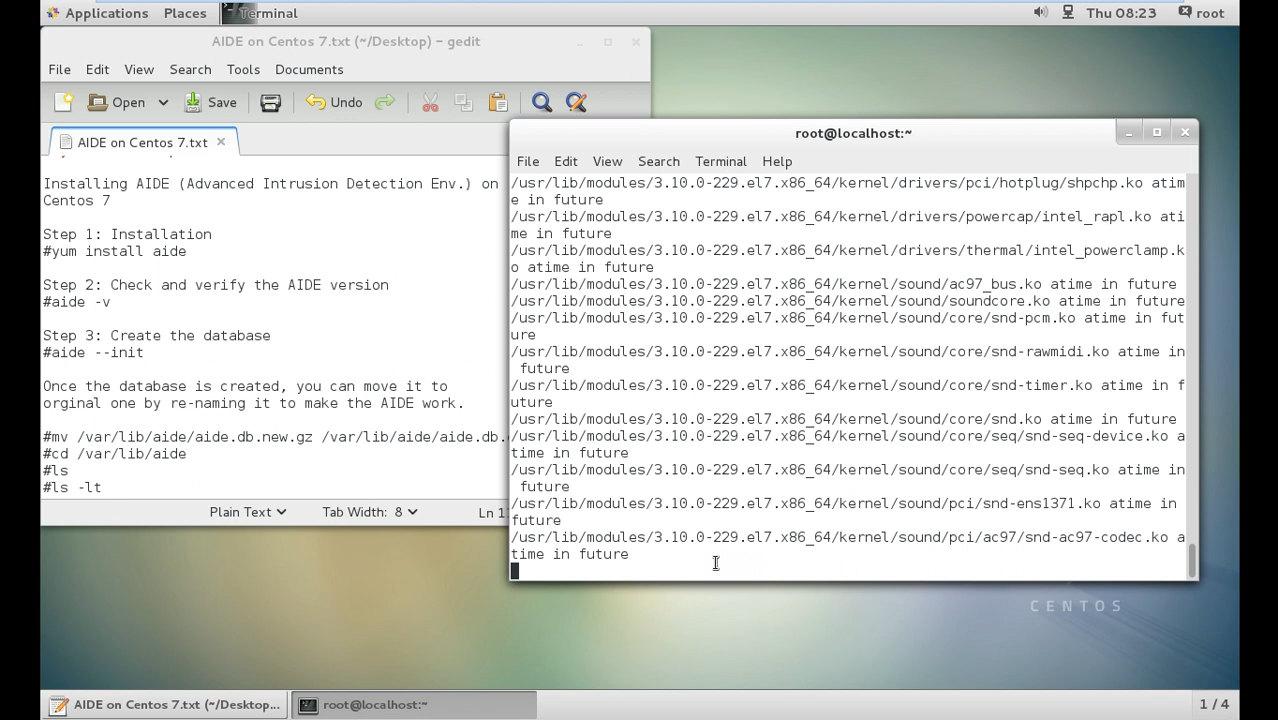 Applications Places Terminal Thu 08:23 root
AIDE on Centos 7.txt (~/Desktop) - gedit
File Edit View Search Tools Documents
Open Save Undo
AIDE on Centos 7.txt
Installing AIDE (Advanced Intrusion Detection Env.) on
Centos 7
Step 1: Installation
#yum install aide
Step 2: Check and verify the AIDE version
#aide -v
Step 3: Create the database
#aide --init
Once the database is created, you can move it to
orginal one by re-naming it to make the AIDE work.
#mv /var/lib/aide/aide.db.new.gz /var/lib/aide/aide.db.
#cd /var/lib/aide
#ls
#ls -lt
Plain Text Tab Width: 8 Ln 1
root@localhost:~
File Edit View Search Terminal Help
/usr/lib/modules/3.10.0-229.el7.x86_64/kernel/drivers/pci/hotplug/shpchp.ko atim
e in future
/usr/lib/modules/3.10.0-229.el7.x86_64/kernel/drivers/powercap/intel_rapl.ko ati
me in future
/usr/lib/modules/3.10.0-229.el7.x86_64/kernel/drivers/thermal/intel_powerclamp.k
o atime in future
/usr/lib/modules/3.10.0-229.el7.x86_64/kernel/sound/ac97_bus.ko atime in future
/usr/lib/modules/3.10.0-229.el7.x86_64/kernel/sound/soundcore.ko atime in future
/usr/lib/modules/3.10.0-229.el7.x86_64/kernel/sound/core/snd-pcm.ko atime in fut
ure
/usr/lib/modules/3.10.0-229.el7.x86_64/kernel/sound/core/snd-rawmidi.ko atime in
future
/usr/lib/modules/3.10.0-229.el7.x86_64/kernel/sound/core/snd-timer.ko atime in f
uture
/usr/lib/modules/3.10.0-229.el7.x86_64/kernel/sound/core/snd.ko atime in future
/usr/lib/modules/3.10.0-229.el7.x86_64/kernel/sound/core/seq/snd-seq-device.ko a
time in future
/usr/lib/modules/3.10.0-229.el7.x86_64/kernel/sound/core/seq/snd-seq.ko atime in
future
/usr/lib/modules/3.10.0-229.el7.x86_64/kernel/sound/pci/snd-ens1371.ko atime in
future
/usr/lib/modules/3.10.0-229.el7.x86_64/kernel/sound/pci/ac97/snd-ac97-codec.ko a
time in future
CENTOS
AIDE on Centos 7.txt (~/Desktop... root@localhost:~ 1 / 4